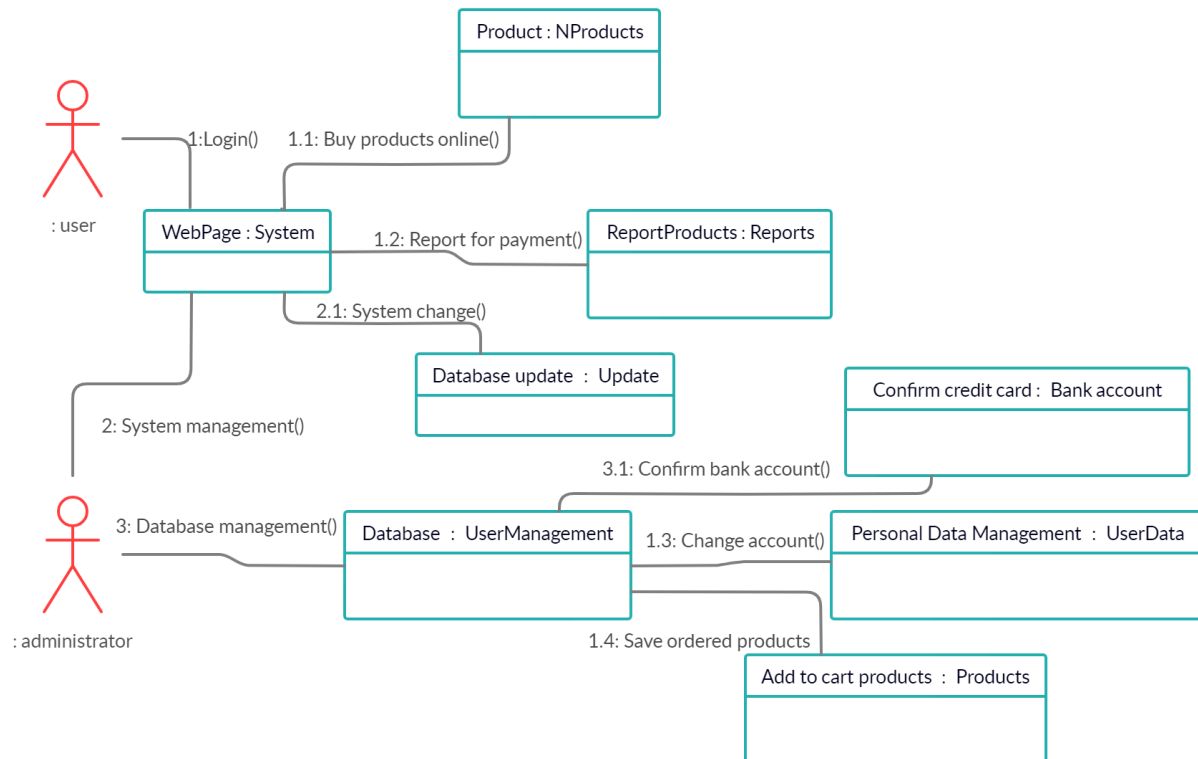 Product : NProducts
1:Login()
1.1: Buy products online()
: user
WebPage : System
1.2: Report for payment()
ReportProducts : Reports
2.1: System change()
Database update : Update
Confirm credit card : Bank account
2: System management()
3.1: Confirm bank account()
3: Database management()
Database : UserManagement
1.3: Change account()
Personal Data Management : UserData
: administrator
1.4: Save ordered products
Add to cart products : Products